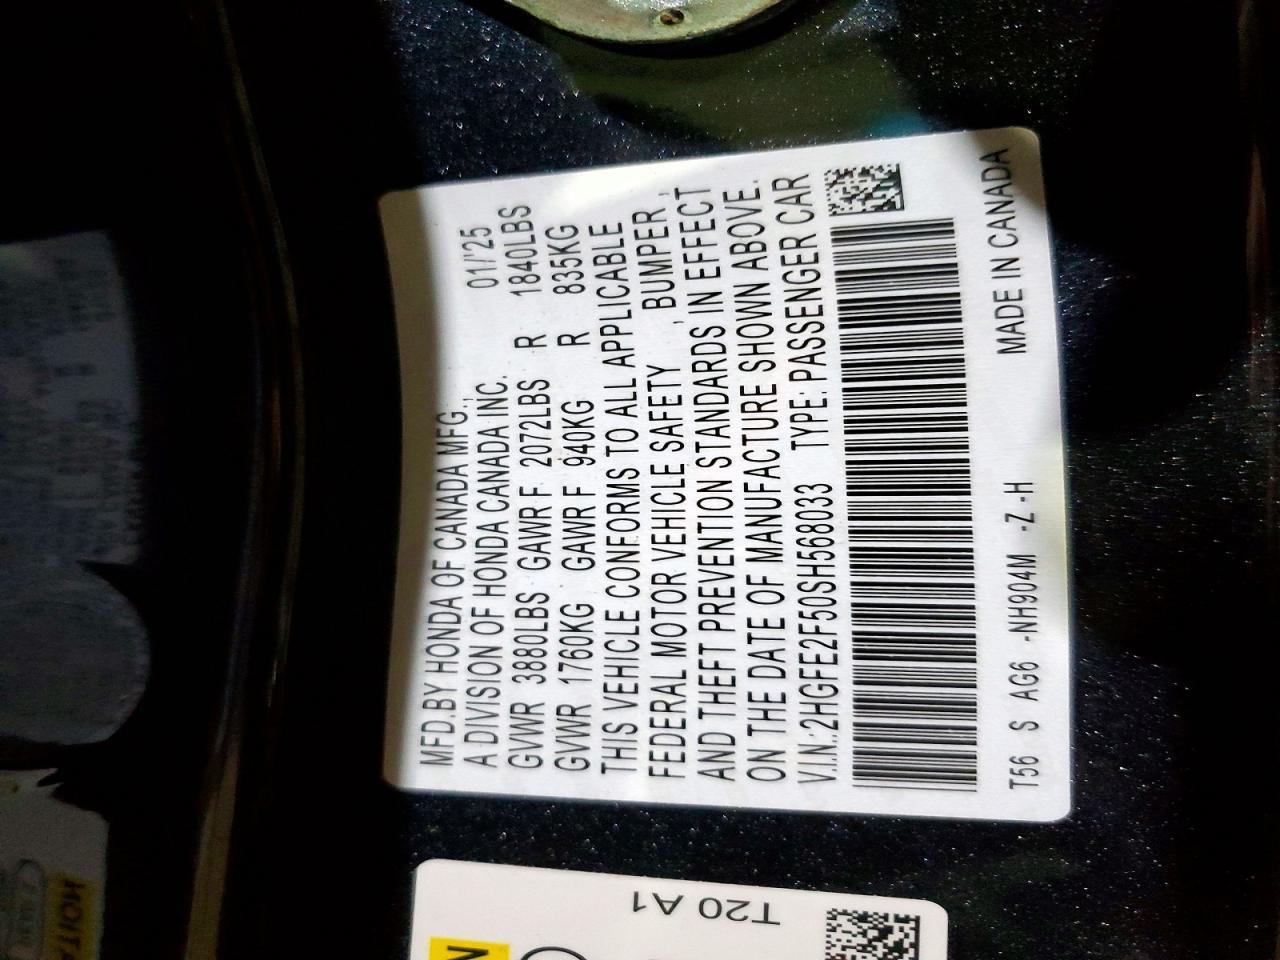 MFD.BY HONDA OF CANADA MFG.,
A DIVISION OF HONDA CANADA INC. 01/'25
GVWR 3880LBS GAWR F 2072LBS R 1840LBS
GVWR 1760KG GAWR F 940KG R 835KG
THIS VEHICLE CONFORMS TO ALL APPLICABLE
FEDERAL MOTOR VEHICLE SAFETY , BUMPER ,
AND THEFT PREVENTION STANDARDS IN EFFECT
ON THE DATE OF MANUFACTURE SHOWN ABOVE.
V.I.N.:2HGFE2F50SH568033 TYPE: PASSENGER CAR
T56 S AG6 -NH904M -Z -H MADE IN CANADA
T20 A1